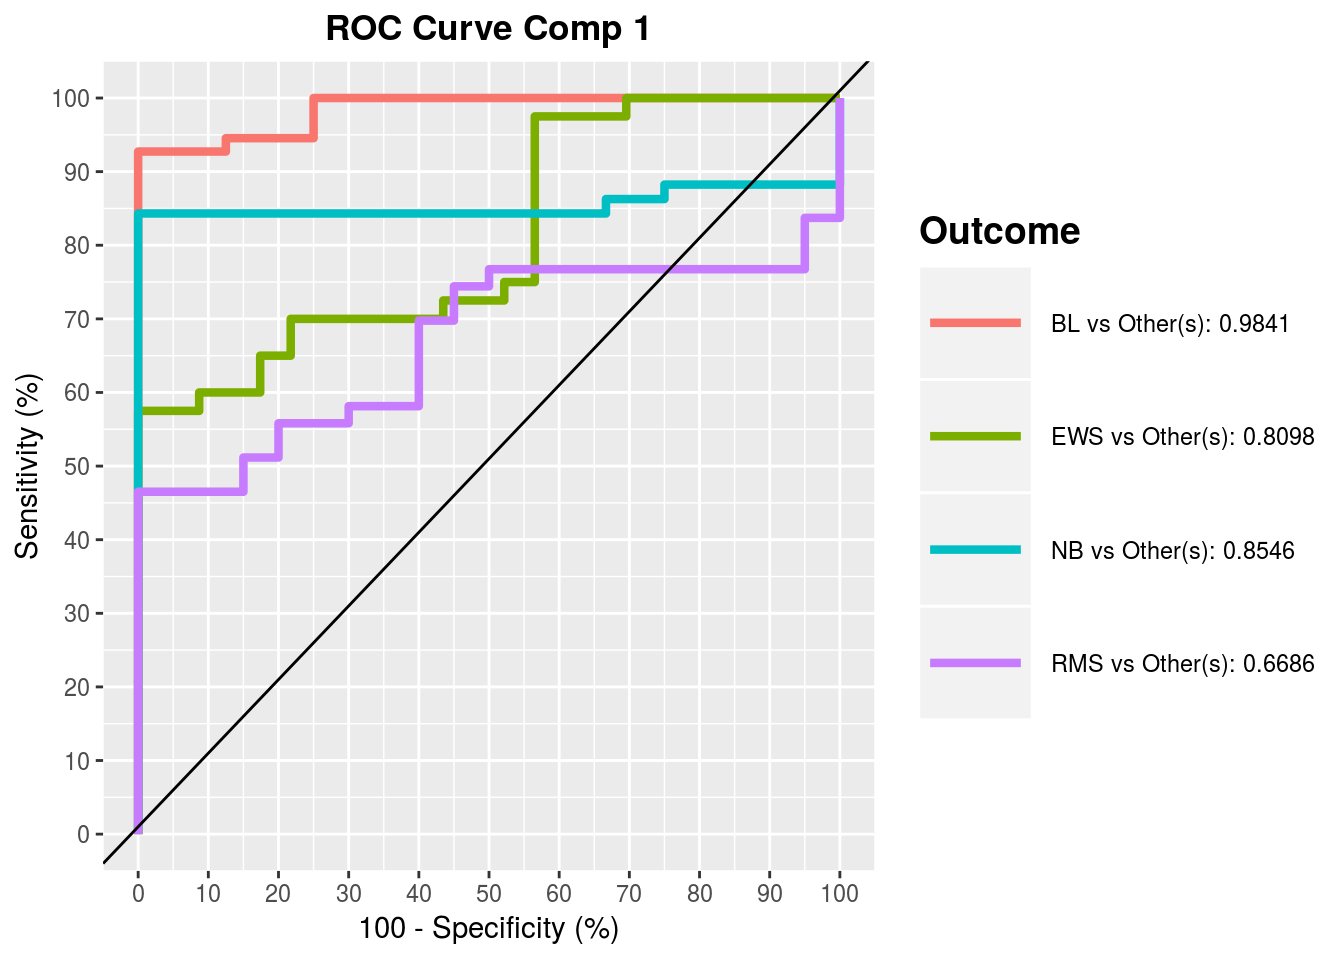 ROC Curve Comp 1
Sensitivity (%)
100
90
80
70
60
50
40
30
20
10
0
0 10 20 30 40 50 60 70 80 90 100
100 - Specificity (%)
Outcome
BL vs Other(s): 0.9841
EWS vs Other(s): 0.8098
NB vs Other(s): 0.8546
RMS vs Other(s): 0.6686